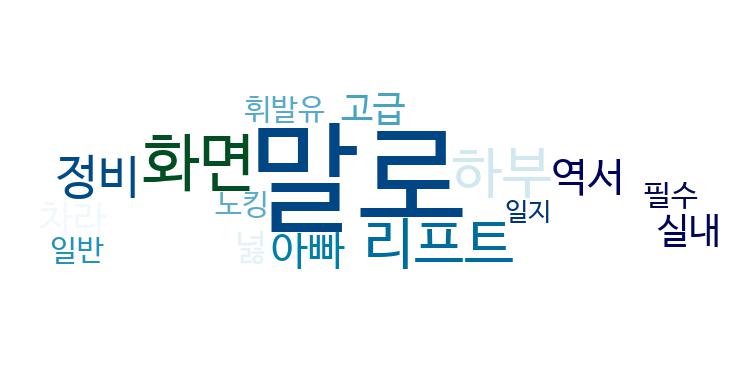 휘발유 고급
정비 화면 말로 하부 역서 필수
차라 노킹 일지 실내
일반 넓 아빠 리프트